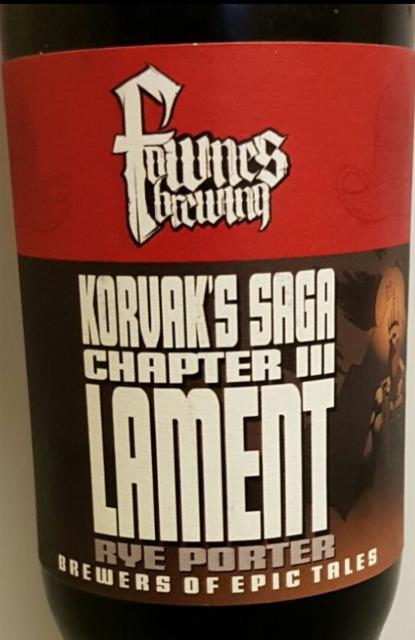 Fownes
brewing
KORVAK'S SAGA
CHAPTER III
LAMENT
RYE PORTER
BREWERS OF EPIC TALES